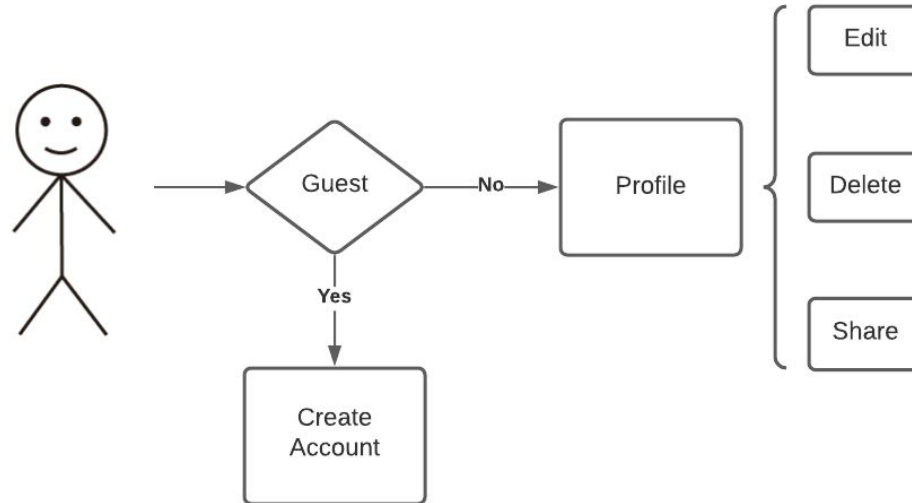 Edit
Guest
No
Profile
Delete
Yes
Share
Create
Account